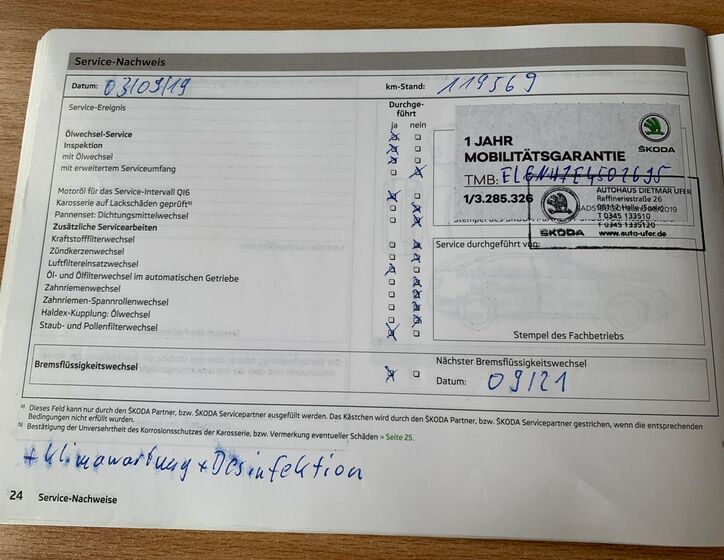 Service-Nachweis
Datum: 03/09/19 km-Stand: 119569
Service-Ereignis
Durchge-
führt
ja nein
Ölwechsel-Service
Inspektion
mit Ölwechsel
mit erweitertem Serviceumfang
Motoröl für das Service-Intervall QI6
Karosserie auf Lackschäden geprüft b)
Pannenset: Dichtungsmittelwechsel
Zusätzliche Servicearbeiten
Kraftstofffilterwechsel
Zündkerzenwechsel
Luftfiltereinsatzwechsel
Öl- und Ölfilterwechsel im automatischen Getriebe
Zahnriemenwechsel
Zahnriemen-Spannrollenwechsel
Haldex-Kupplung: Ölwechsel
Staub- und Pollenfilterwechsel
ŠKODA
1 JAHR
MOBILITÄTSGARANTIE
TMB:
1/3.285.326
AUTOHAUS DIETMAR UFER
Raffineriestraße 26
T 0345 133510
F 0345 1335120
www.auto-ufer.de
ŠKODA
Service durchgeführt von:
Stempel des Fachbetriebs
Bremsflüssigkeitswechsel
Nächster Bremsflüssigkeitswechsel
Datum: 09/21
a) Dieses Feld kann nur durch den ŠKODA Partner, bzw. ŠKODA Servicepartner ausgefüllt werden. Das Kästchen wird durch den ŠKODA Partner, bzw. ŠKODA Servicepartner gestrichen, wenn die entsprechenden
Bedingungen nicht erfüllt wurden.
b) Bestätigung der Unversehrtheit des Korrosionsschutzes der Karosserie, bzw. Vermerkung eventueller Schäden » Seite 25.
+Klimawartung+Desinfektion
24 Service-Nachweise